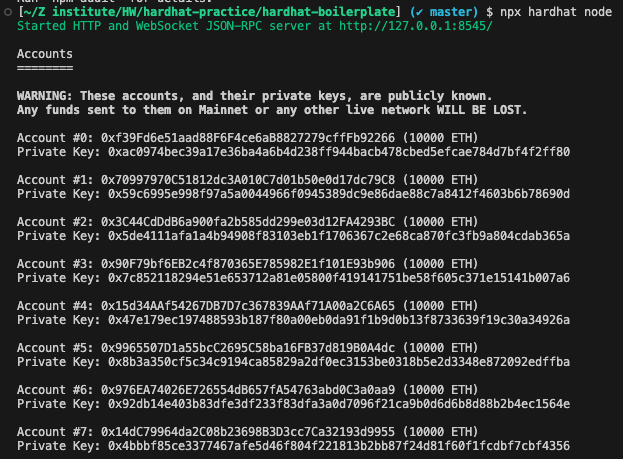 Run `npm audit` for details.
[~/Z institute/HW/hardhat-practice/hardhat-boilerplate] (✔ master) $ npx hardhat node
Started HTTP and WebSocket JSON-RPC server at http://127.0.0.1:8545/
Accounts
========
WARNING: These accounts, and their private keys, are publicly known.
Any funds sent to them on Mainnet or any other live network WILL BE LOST.
Account #0: 0xf39Fd6e51aad88F6F4ce6aB8827279cffFb92266 (10000 ETH)
Private Key: 0xac0974bec39a17e36ba4a6b4d238ff944bacb478cbed5efcae784d7bf4f2ff80
Account #1: 0x70997970C51812dc3A010C7d01b50e0d17dc79C8 (10000 ETH)
Private Key: 0x59c6995e998f97a5a0044966f0945389dc9e86dae88c7a8412f4603b6b78690d
Account #2: 0x3C44CdDdB6a900fa2b585dd299e03d12FA4293BC (10000 ETH)
Private Key: 0x5de4111afa1a4b94908f83103eb1f1706367c2e68ca870fc3fb9a804cdab365a
Account #3: 0x90F79bf6EB2c4f870365E785982E1f101E93b906 (10000 ETH)
Private Key: 0x7c852118294e51e653712a81e05800f419141751be58f605c371e15141b007a6
Account #4: 0x15d34AAf54267DB7D7c367839AAf71A00a2C6A65 (10000 ETH)
Private Key: 0x47e179ec197488593b187f80a00eb0da91f1b9d0b13f8733639f19c30a34926a
Account #5: 0x9965507D1a55bcC2695C58ba16FB37d819B0A4dc (10000 ETH)
Private Key: 0x8b3a350cf5c34c9194ca85829a2df0ec3153be0318b5e2d3348e872092edffba
Account #6: 0x976EA74026E726554dB657fA54763abd0C3a0aa9 (10000 ETH)
Private Key: 0x92db14e403b83dfe3df233f83dfa3a0d7096f21ca9b0d6d6b8d88b2b4ec1564e
Account #7: 0x14dC79964da2C08b23698B3D3cc7Ca32193d9955 (10000 ETH)
Private Key: 0x4bbbf85ce3377467afe5d46f804f221813b2bb87f24d81f60f1fcdbf7cbf4356